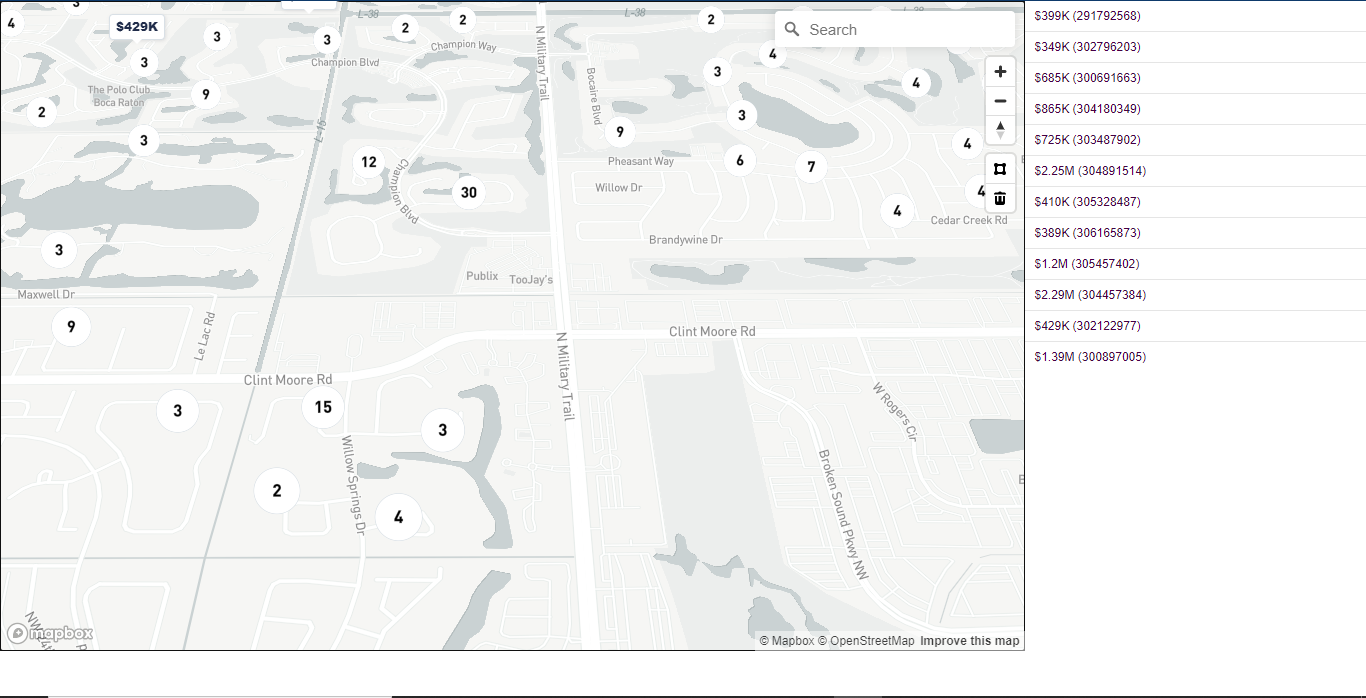 3
L-38
L-38
L-38
4
$429K
3
3
2
2
2
Search
N Military Trail
Champion Way
Champion Blvd
3
4
3
The Polo Club
Boca Raton
9
2
Bocaire Blvd
4
3
L-16
9
3
4
12
Champion Blvd
30
Pheasant Way
6
7
Willow Dr
4
4
Cedar Creek Rd
Brandywine Dr
3
Publix
TooJay's
Maxwell Dr
9
Le Lac Rd
Clint Moore Rd
N Military Trail
Clint Moore Rd
3
15
3
W Rogers Cir
Willow Springs Dr
2
4
Broken Sound Pkwy NW
mapbox
© Mapbox © OpenStreetMap Improve this map
$399K (291792568)
$349K (302796203)
$685K (300691663)
$865K (304180349)
$725K (303487902)
$2.25M (304891514)
$410K (305328487)
$389K (306165873)
$1.2M (305457402)
$2.29M (304457384)
$429K (302122977)
$1.39M (300897005)